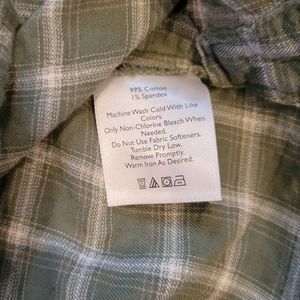 99% Cotton
1% Spandex
Machine Wash Cold With Like
Colors.
Only Non-Chlorine Bleach When
Needed.
Do Not Use Fabric Softeners.
Tumble Dry Low.
Remove Promptly.
Warm Iron As Desired.